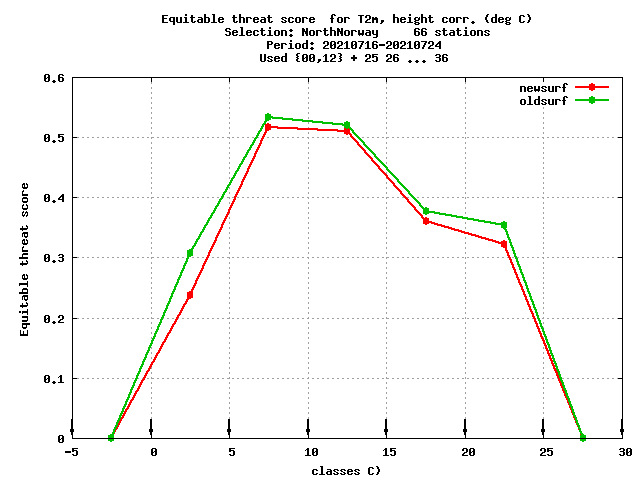 Equitable threat score  for T2m, height corr. (deg C)
Selection: NorthNorway     66 stations
Period: 20210716-20210724
Used {00,12} + 25 26 ... 36
newsurf
oldsurf
Equitable threat score
0.6
0.5
0.4
0.3
0.2
0.1
0
-5 0 5 10 15 20 25 30
classes C)